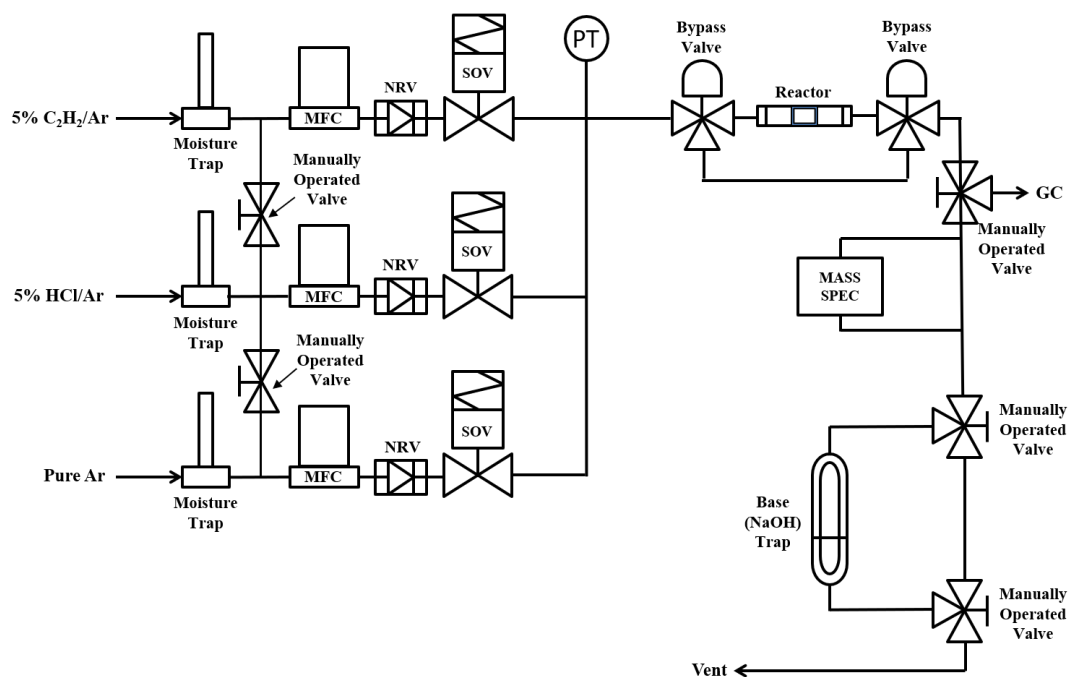 5% C₂H₂/Ar
Moisture
Trap
MFC
NRV
SOV
PT
Bypass
Valve
Reactor
Bypass
Valve
GC
Manually
Operated
Valve
Manually
Operated
Valve
5% HCl/Ar
Moisture
Trap
MFC
NRV
SOV
MASS
SPEC
Manually
Operated
Valve
Pure Ar
Moisture
Trap
MFC
NRV
SOV
Manually
Operated
Valve
Base
(NaOH)
Trap
Manually
Operated
Valve
Vent